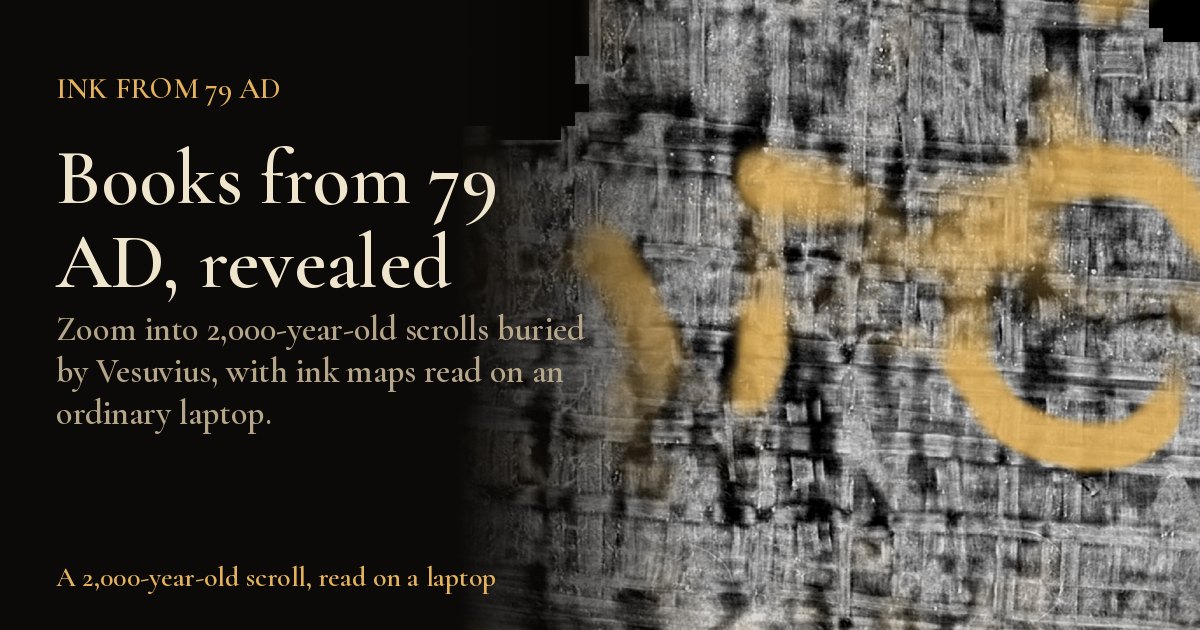 INK FROM 79 AD
Books from 79
AD, revealed
Zoom into 2,000-year-old scrolls buried
by Vesuvius, with ink maps read on an
ordinary laptop.
A 2,000-year-old scroll, read on a laptop